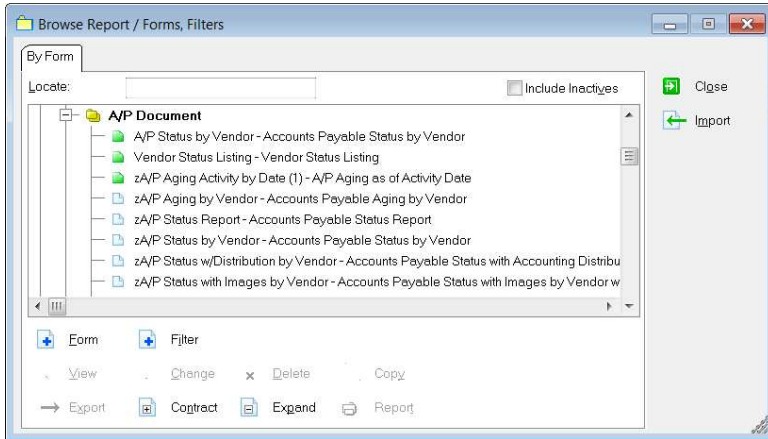 Browse Report / Forms, Filters
By Form
Locate:
Include Inactives
Close
Import
A/P Document
A/P Status by Vendor - Accounts Payable Status by Vendor
Vendor Status Listing - Vendor Status Listing
zA/P Aging Activity by Date (1) - A/P Aging as of Activity Date
zA/P Aging by Vendor - Accounts Payable Aging by Vendor
zA/P Status Report - Accounts Payable Status Report
zA/P Status by Vendor - Accounts Payable Status by Vendor
zA/P Status w/Distribution by Vendor - Accounts Payable Status with Accounting Distribu
zA/P Status with Images by Vendor - Accounts Payable Status with Images by Vendor w
Form Filter
View Change Delete Copy
Export Contract Expand Report